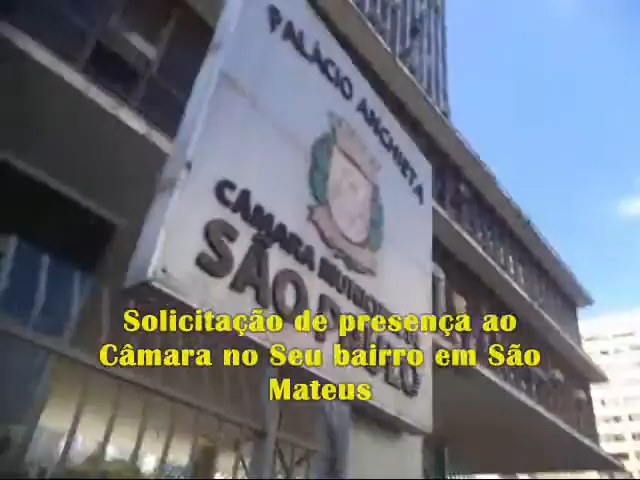 PALÁCIO ANCHIETA
CÂMARA MUNICIPAL
SÃO PAULO
Solicitação de presença ao
Câmara no Seu bairro em São
Mateus